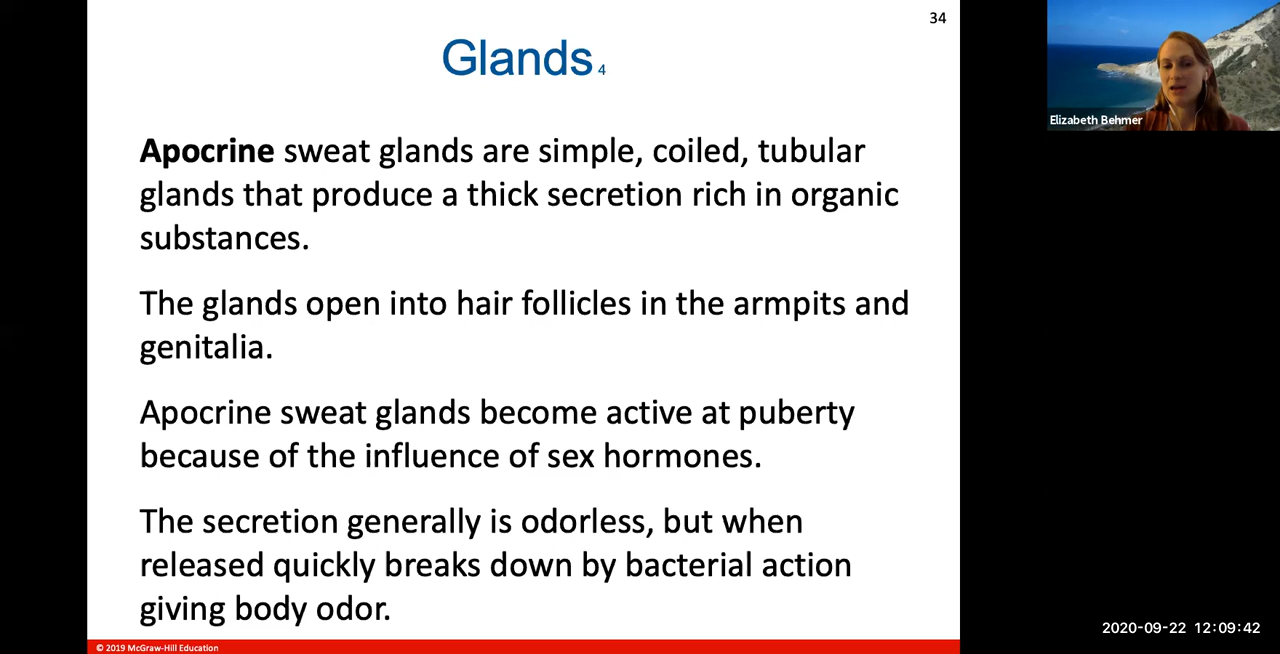 34
Glands 4
Apocrine sweat glands are simple, coiled, tubular
glands that produce a thick secretion rich in organic
substances.
The glands open into hair follicles in the armpits and
genitalia.
Apocrine sweat glands become active at puberty
because of the influence of sex hormones.
The secretion generally is odorless, but when
released quickly breaks down by bacterial action
giving body odor.
© 2019 McGraw-Hill Education
Elizabeth Behmer
2020-09-22 12:09:42